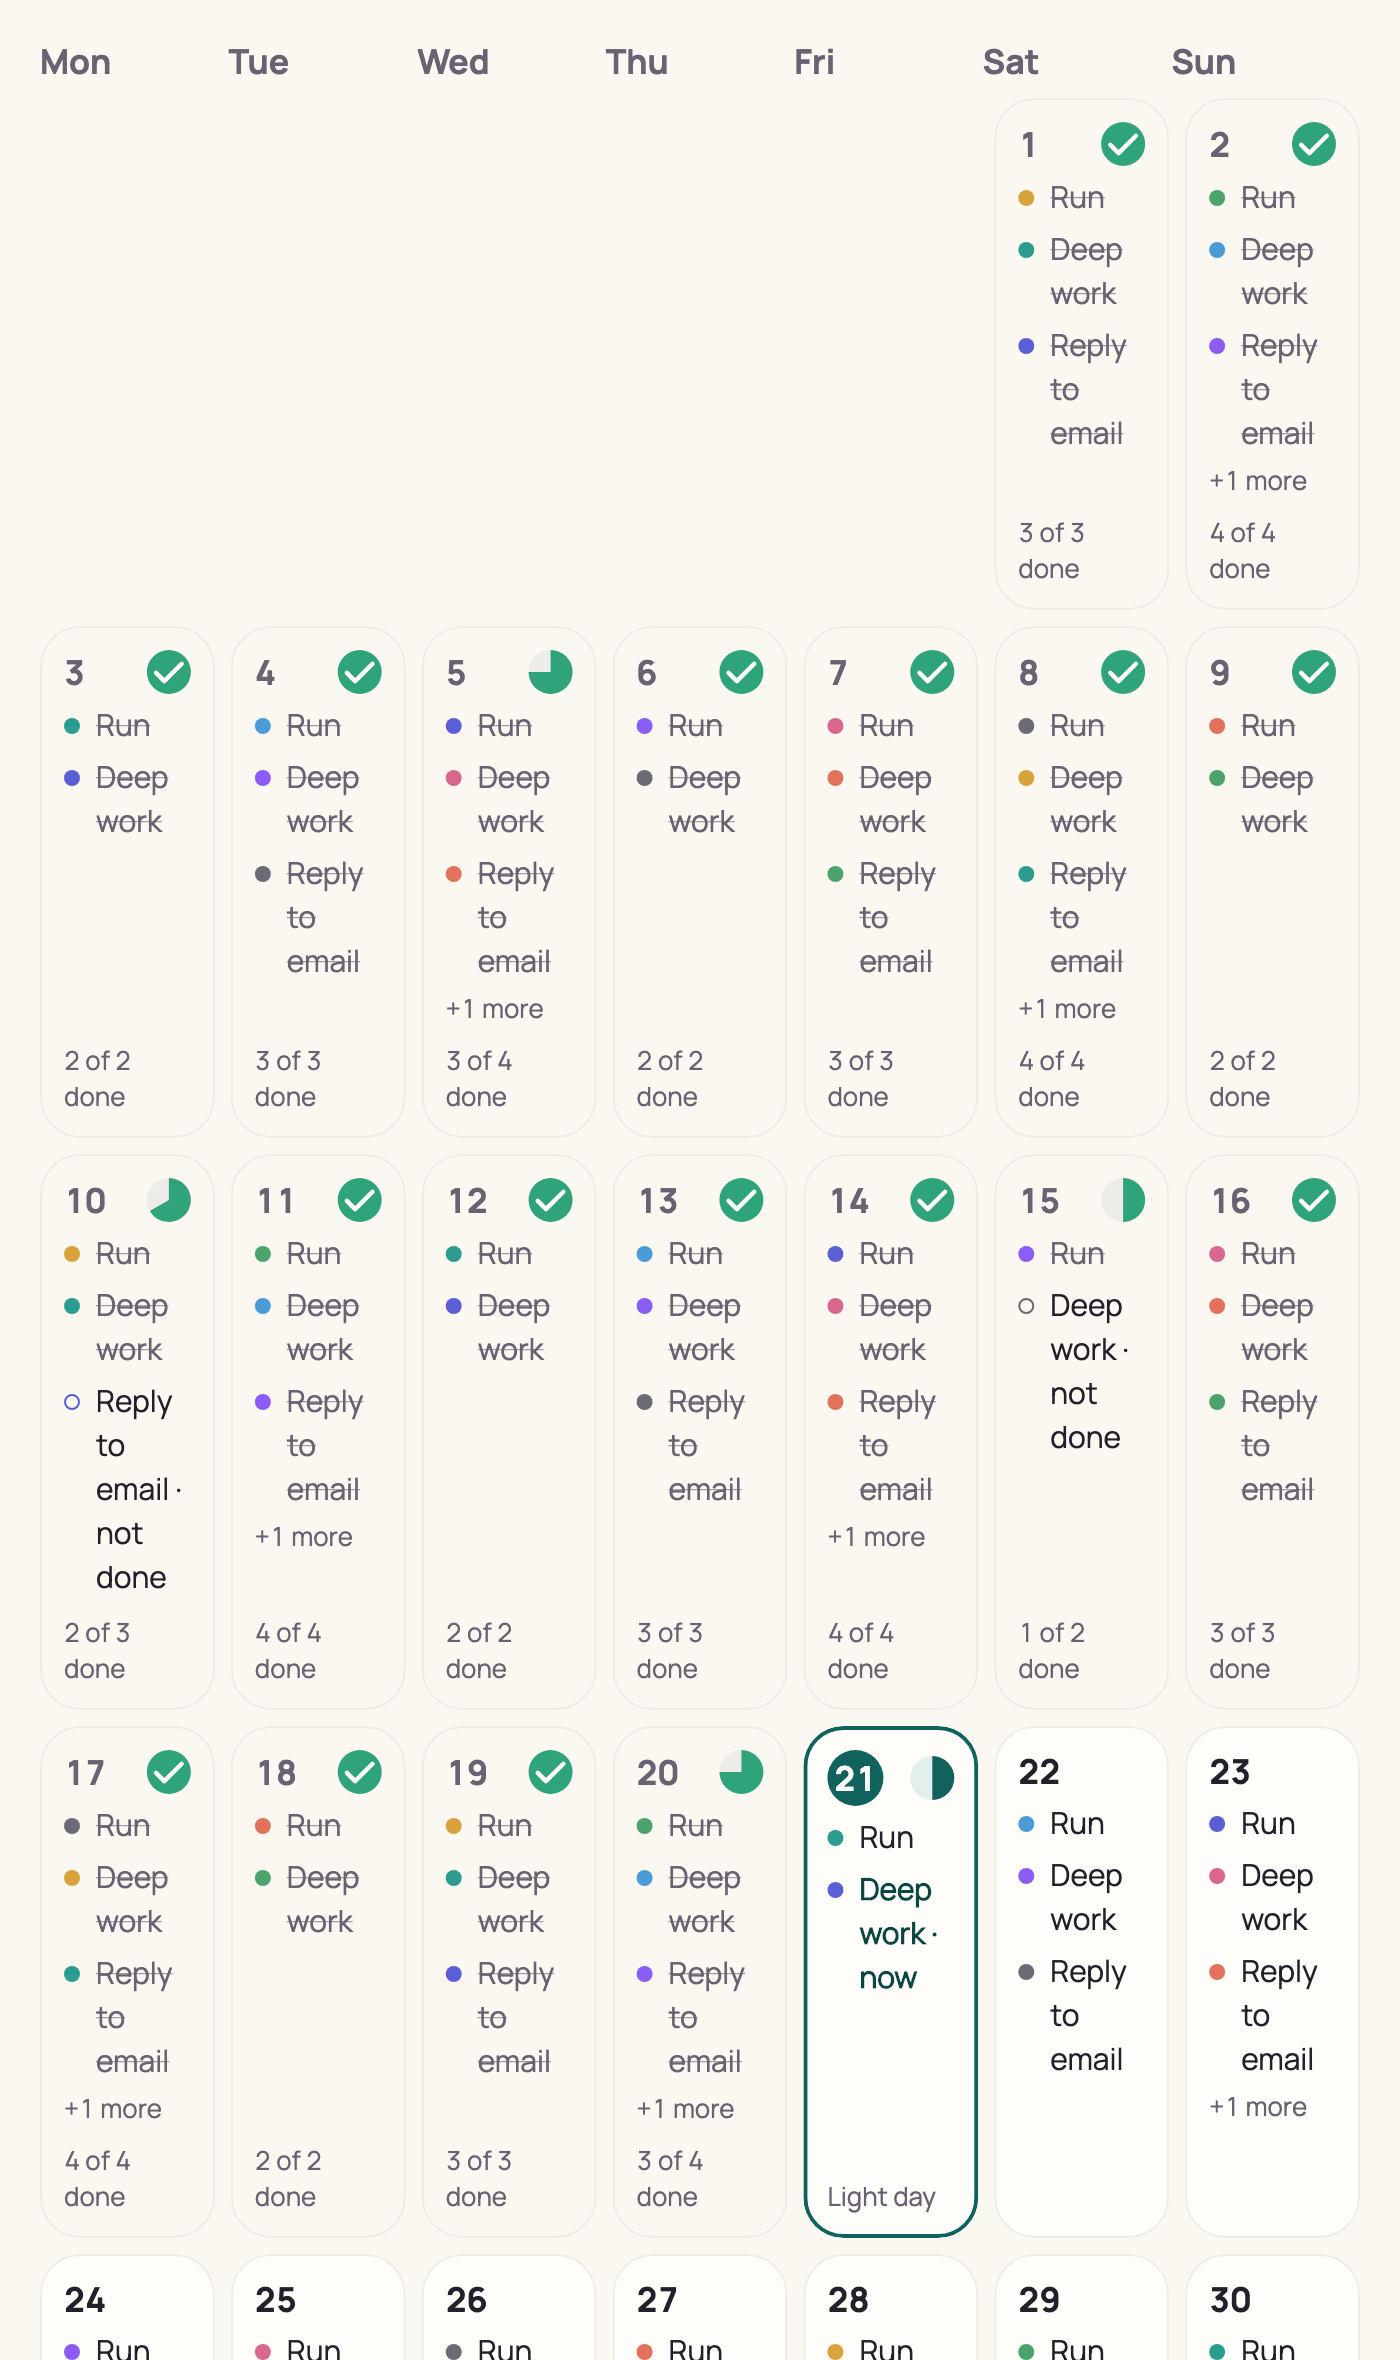 Mon Tue Wed Thu Fri Sat Sun
1
Run
Deep
work
Reply
to
email
3 of 3
done
2
Run
Deep
work
Reply
to
email
+1 more
4 of 4
done
3
Run
Deep
work
2 of 2
done
4
Run
Deep
work
Reply
to
email
3 of 3
done
5
Run
Deep
work
Reply
to
email
+1 more
3 of 4
done
6
Run
Deep
work
2 of 2
done
7
Run
Deep
work
Reply
to
email
3 of 3
done
8
Run
Deep
work
Reply
to
email
+1 more
4 of 4
done
9
Run
Deep
work
2 of 2
done
10
Run
Deep
work
Reply
to
email ·
not
done
2 of 3
done
11
Run
Deep
work
Reply
to
email
+1 more
4 of 4
done
12
Run
Deep
work
2 of 2
done
13
Run
Deep
work
Reply
to
email
3 of 3
done
14
Run
Deep
work
Reply
to
email
+1 more
4 of 4
done
15
Run
Deep
work ·
not
done
1 of 2
done
16
Run
Deep
work
Reply
to
email
3 of 3
done
17
Run
Deep
work
Reply
to
email
+1 more
4 of 4
done
18
Run
Deep
work
2 of 2
done
19
Run
Deep
work
Reply
to
email
3 of 3
done
20
Run
Deep
work
Reply
to
email
+1 more
3 of 4
done
21
Run
Deep
work ·
now
Light day
22
Run
Deep
work
Reply
to
email
23
Run
Deep
work
Reply
to
email
+1 more
24
Run
25
Run
26
Run
27
Run
28
Run
29
Run
30
Run